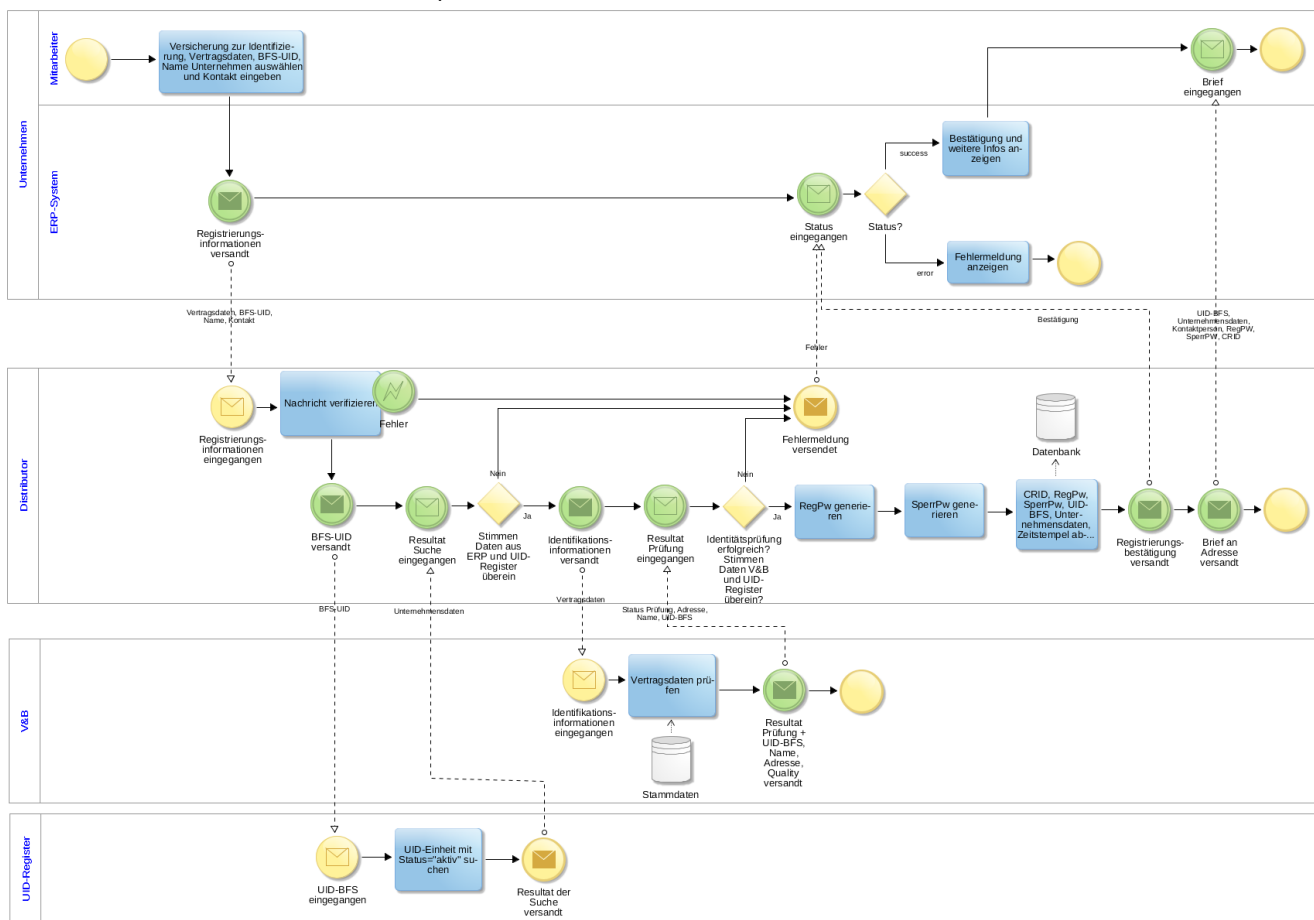 Unternehmen
Mitarbeiter
Versicherung zur Identifizie-
rung, Vertragsdaten, BFS-UID,
Name Unternehmen auswählen
und Kontakt eingeben
Brief
eingegangen
ERP-System
Registrierungs-
informationen
versandt
Status
eingegangen
Status?
success
error
Bestätigung und
weitere Infos an-
zeigen
Fehlermeldung
anzeigen
Vertragsdaten, BFS-UID,
Name, Kontakt
Fehler
Bestätigung
UID-BFS,
Unternehmensdaten,
Kontaktperson, RegPW,
SperrPW, CRID
Distributor
Registrierungs-
informationen
eingegangen
Nachricht verifizieren
Fehler
Fehlermeldung
versendet
Datenbank
BFS-UID
versandt
Resultat
Suche
eingegangen
Nein
Ja
Stimmen
Daten aus
ERP und UID-
Register
überein
Identifikations-
informationen
versandt
Resultat
Prüfung
eingegangen
Nein
Ja
Identitätsprüfung
erfolgreich?
Stimmen
Daten V&B
und UID-
Register
überein?
RegPw generie-
ren
SperrPw gene-
rieren
CRID, RegPw,
SperrPw, UID-
BFS, Unter-
nehmensdaten,
Zeitstempel ab-...
Registrierungs-
bestätigung
versandt
Brief an
Adresse
versandt
BFS-UID
Unternehmensdaten
Vertragsdaten
Status Prüfung, Adresse,
Name, UID-BFS
V&B
Identifikations-
informationen
eingegangen
Vertragsdaten prü-
fen
Stammdaten
Resultat
Prüfung +
UID-BFS,
Name,
Adresse,
Quality
versandt
UID-Register
UID-BFS
eingegangen
UID-Einheit mit
Status="aktiv" su-
chen
Resultat der
Suche
versandt